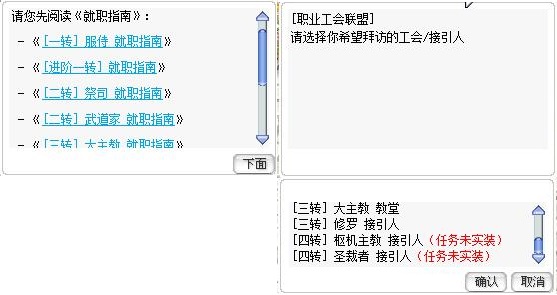 请您先阅读《就职指南》:
- 《[一转] 服侍 就职指南》
- 《[进阶一转] 就职指南》
- 《[二转] 祭司 就职指南》
- 《[二转] 武道家 就职指南》
- 《[三转] 大主教 就职指南》
下面
[职业工会联盟]
请选择你希望拜访的工会/接引人
[三转] 大主教 教堂
[三转] 修罗 接引人
[四转] 枢机主教 接引人(任务未实装)
[四转] 圣裁者 接引人(任务未实装)
确认 取消